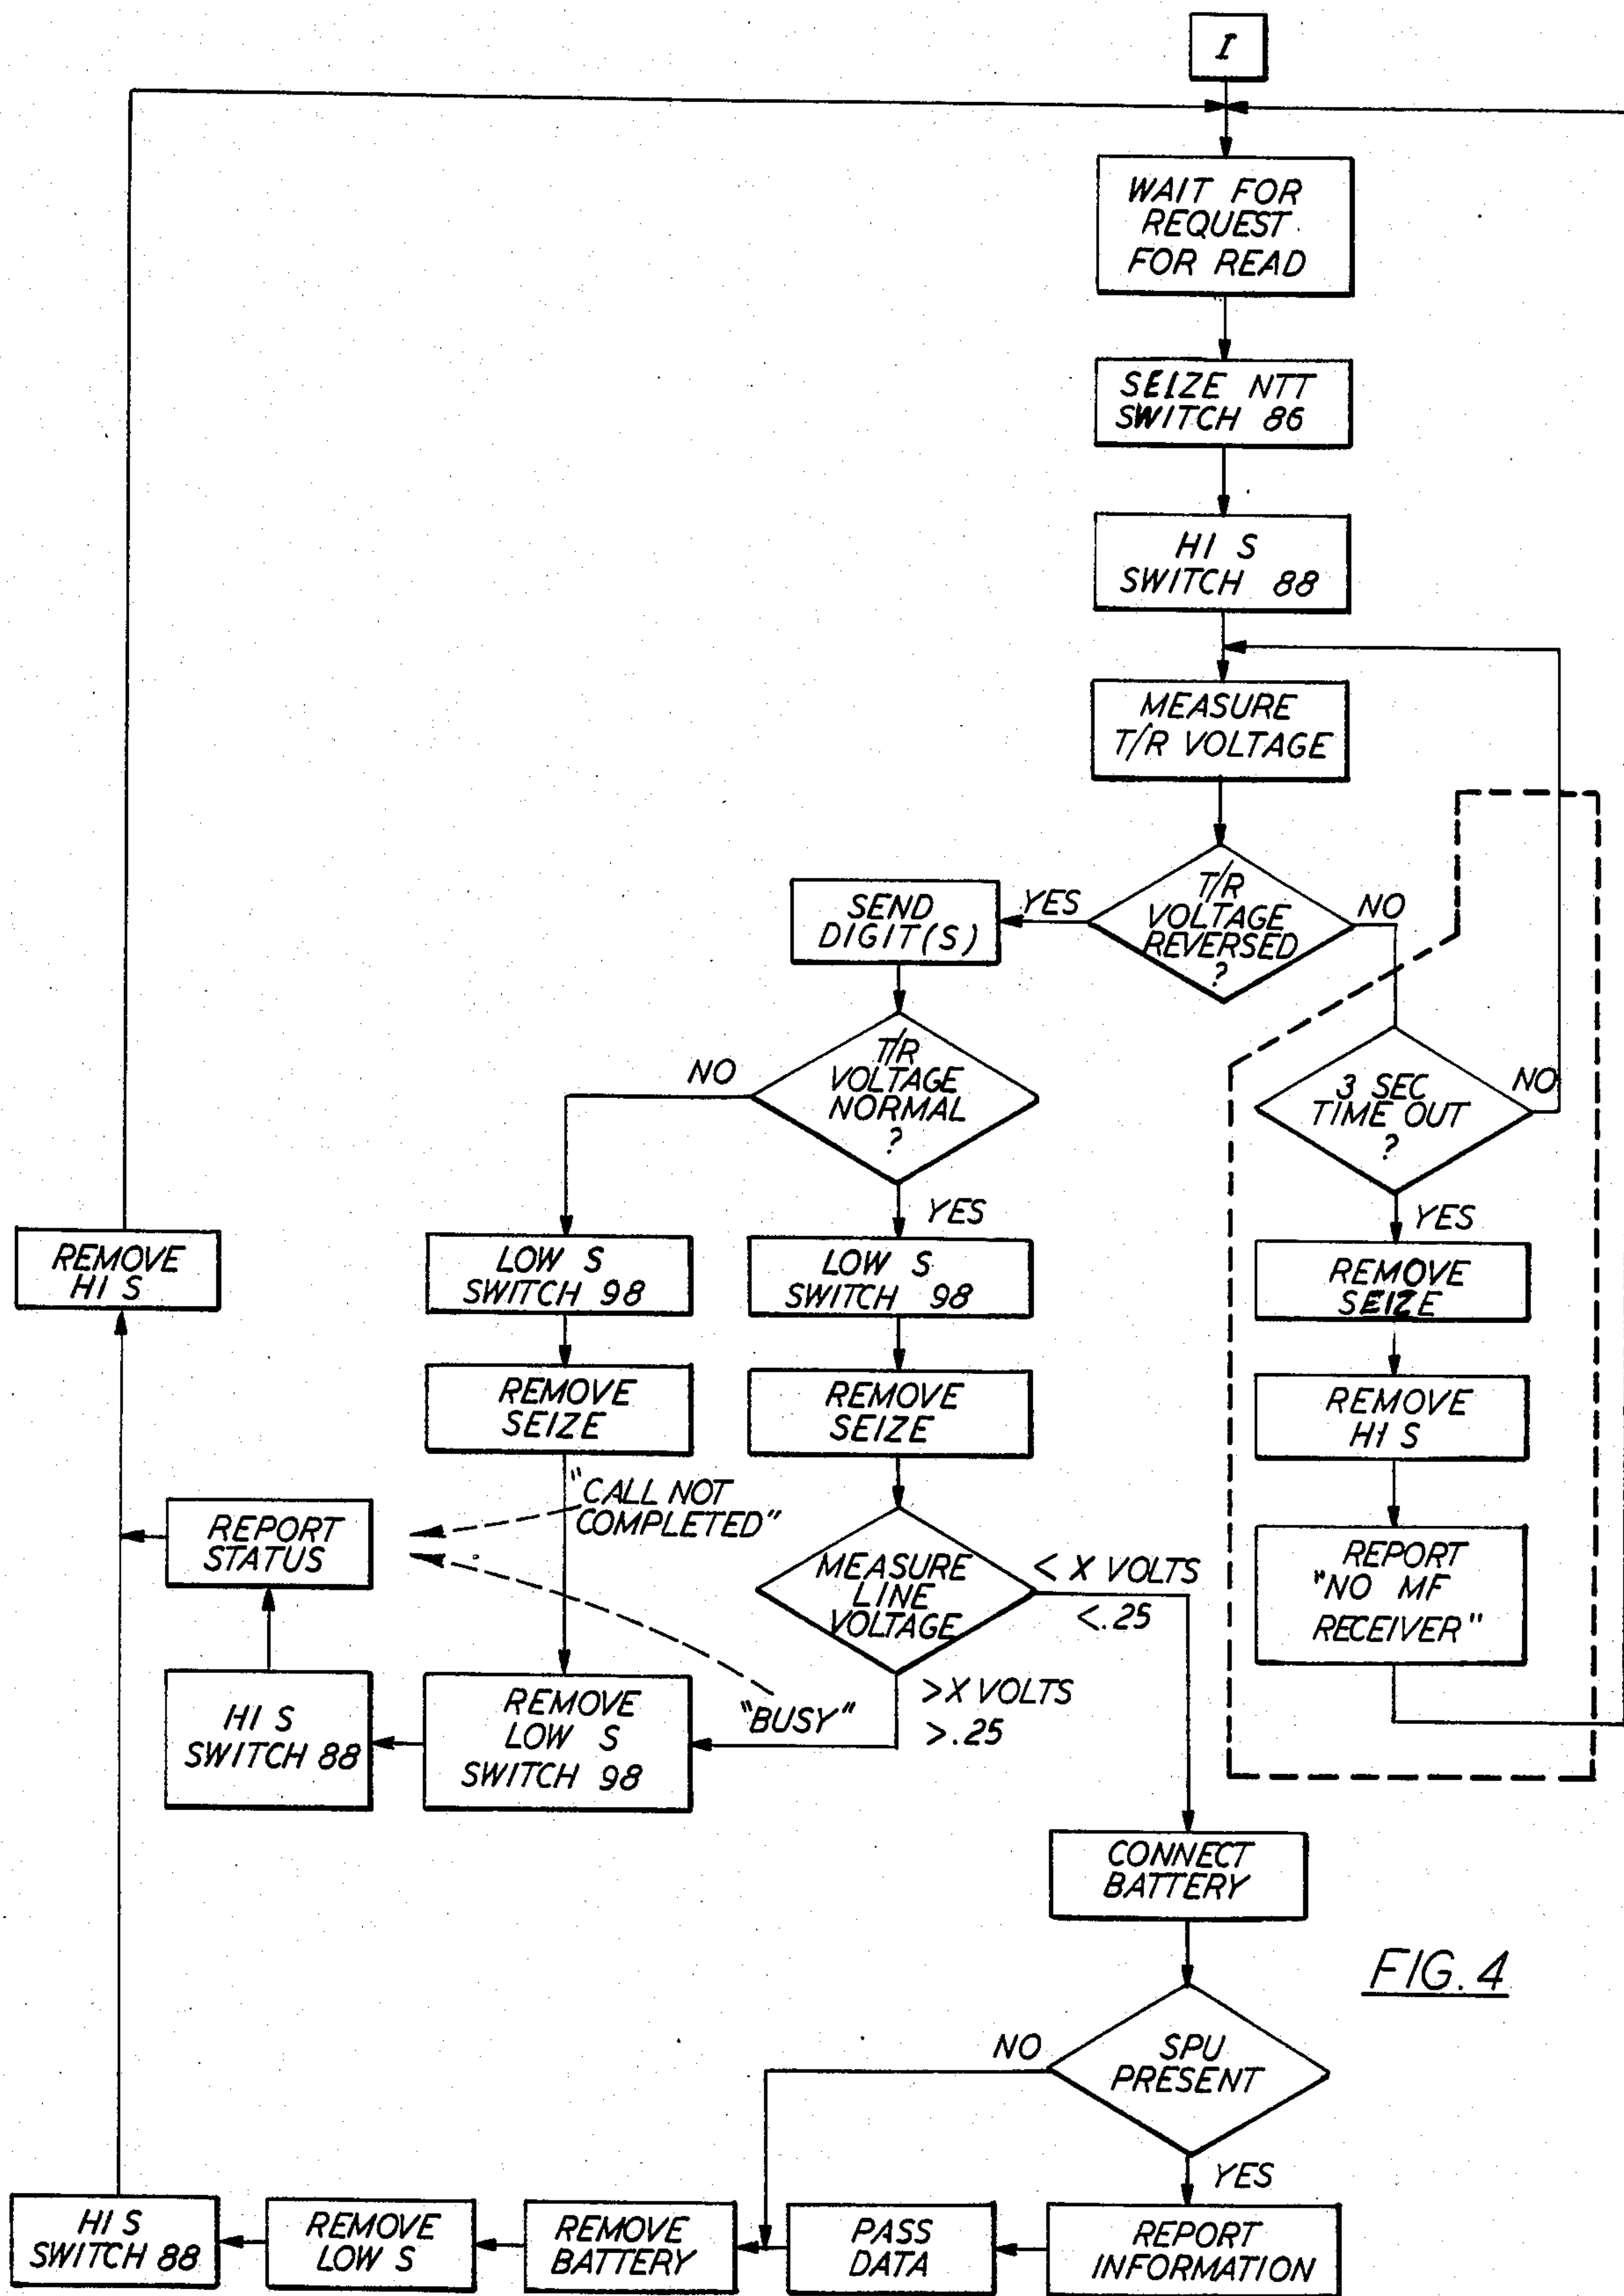 I
WAIT FOR
REQUEST
FOR READ
SEIZE NTT
SWITCH 86
HI S
SWITCH 88
MEASURE
T/R VOLTAGE
T/R
VOLTAGE
REVERSED
?
YES
NO
SEND
DIGIT(S)
T/R
VOLTAGE
NORMAL
?
NO
YES
3 SEC
TIME OUT
?
NO
YES
REMOVE
HI S
LOW S
SWITCH 98
LOW S
SWITCH 98
REMOVE
SEIZE
REMOVE
SEIZE
REMOVE
SEIZE
REMOVE
HI S
"CALL NOT
COMPLETED"
REPORT
STATUS
MEASURE
LINE
VOLTAGE
< X VOLTS
<.25
REPORT
"NO MF
RECEIVER"
HI S
SWITCH 88
REMOVE
LOW S
SWITCH 98
"BUSY"
>X VOLTS
>.25
CONNECT
BATTERY
FIG. 4
SPU
PRESENT
NO
YES
HI S
SWITCH 88
REMOVE
LOW S
REMOVE
BATTERY
PASS
DATA
REPORT
INFORMATION